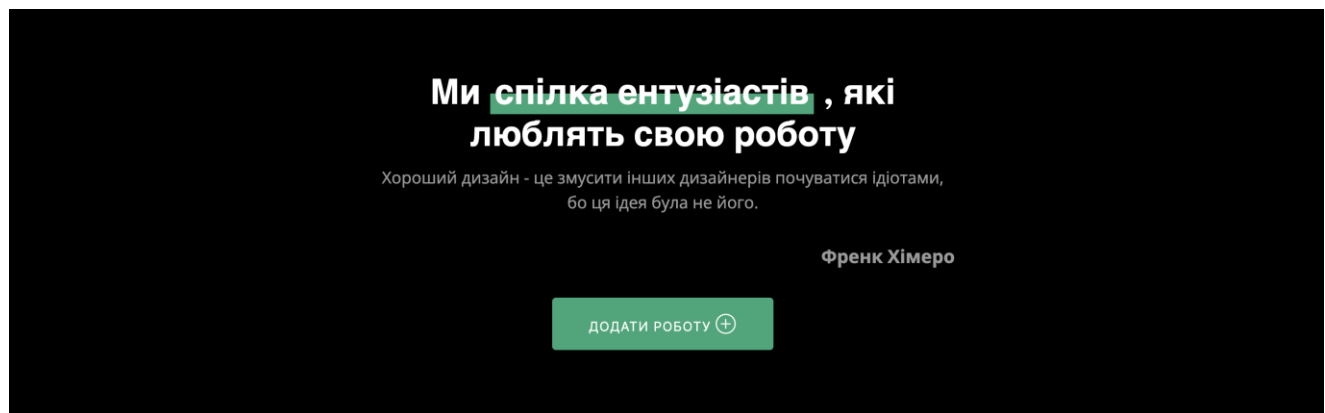 Ми спілка ентузіастів , які
люблять свою роботу
Хороший дизайн - це змусити інших дизайнерів почуватися ідіотами,
бо ця ідея була не його.
Френк Хімеро
ДОДАТИ РОБОТУ